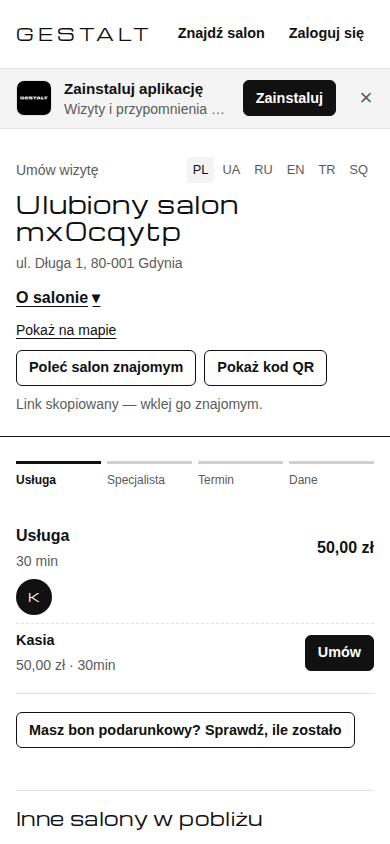 GESTALT
Znajdź salon
Zaloguj się
GESTALT
Zainstaluj aplikację
Wizyty i przypomnienia …
Zainstaluj
×
Umów wizytę
PL UA RU EN TR SQ
Ulubiony salon
mx0cqytp
ul. Długa 1, 80-001 Gdynia
O salonie ▾
Pokaż na mapie
Poleć salon znajomym
Pokaż kod QR
Link skopiowany — wklej go znajomym.
Usługa
Specjalista
Termin
Dane
Usługa
30 min
50,00 zł
K
Kasia
50,00 zł · 30min
Umów
Masz bon podarunkowy? Sprawdź, ile zostało
Inne salony w pobliżu